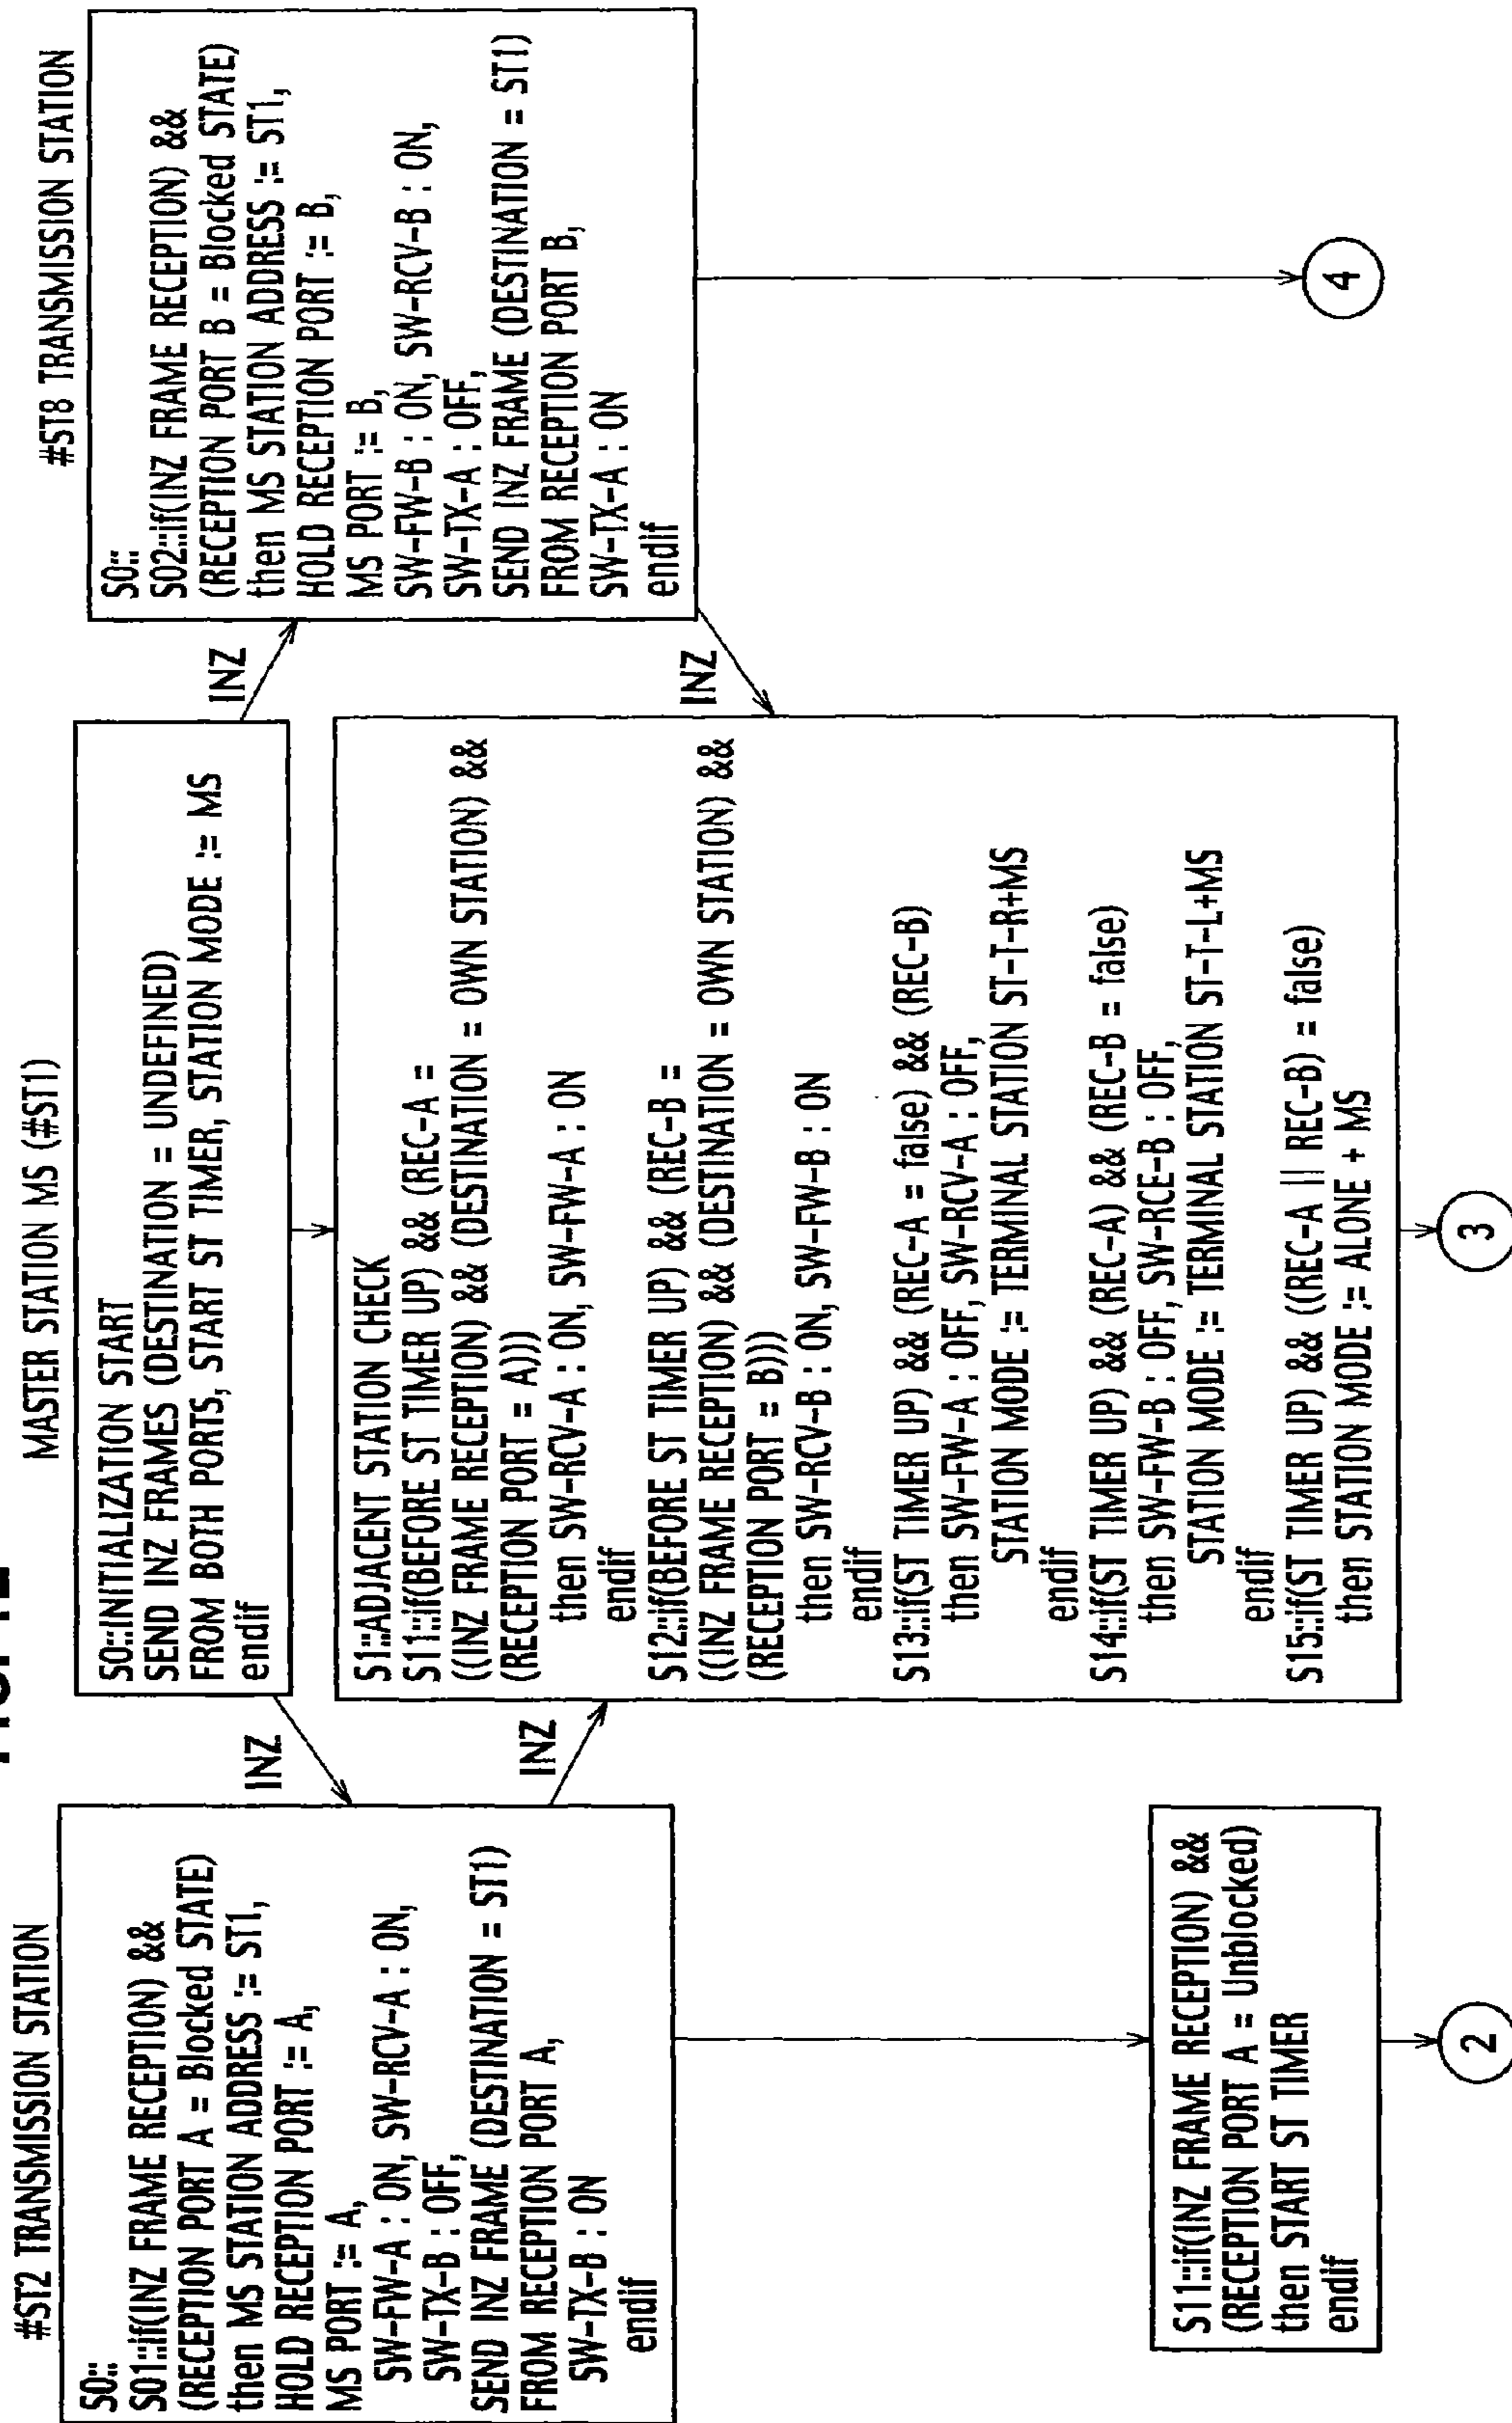 #ST2 TRANSMISSION STATION
S0::
S01:::if(INZ FRAME RECEPTION) &&
(RECEPTION PORT A = Blocked STATE)
then MS STATION ADDRESS := ST1,
HOLD RECEPTION PORT := A,
MS PORT := A,
SW-FW-A : ON, SW-RCV-A : ON,
SW-TX-B : OFF,
SEND INZ FRAME (DESTINATION = ST1)
FROM RECEPTION PORT A,
SW-TX-B : ON
endif
S11:::if(INZ FRAME RECEPTION) &&
(RECEPTION PORT A = Unblocked)
then START ST TIMER
endif
2
INZ
INZ
MASTER STATION MS (#ST1)
S0::INITIALIZATION START
SEND INZ FRAMES (DESTINATION = UNDEFINED)
FROM BOTH PORTS, START ST TIMER, STATION MODE := MS
endif
S1::ADJACENT STATION CHECK
S11:::if(BEFORE ST TIMER UP) && (REC-A =
((INZ FRAME RECEPTION) && (DESTINATION = OWN STATION) &&
(RECEPTION PORT = A)))
then SW-RCV-A : ON, SW-FW-A : ON
endif
S12:::if(BEFORE ST TIMER UP) && (REC-B =
((INZ FRAME RECEPTION) && (DESTINATION = OWN STATION) &&
(RECEPTION PORT = B)))
then SW-RCV-B : ON, SW-FW-B : ON
endif
S13:::if(ST TIMER UP) && (REC-A = false) && (REC-B)
then SW-FW-A : OFF, SW-RCV-A : OFF,
STATION MODE := TERMINAL STATION ST-T-R+MS
endif
S14:::if(ST TIMER UP) && (REC-A) && (REC-B = false)
then SW-FW-B : OFF, SW-RCE-B : OFF,
STATION MODE := TERMINAL STATION ST-T-L+MS
endif
S15:::if(ST TIMER UP) && ((REC-A || REC-B) = false)
then STATION MODE := ALONE + MS
3
INZ
INZ
#ST8 TRANSMISSION STATION
S0::
S02:::if(INZ FRAME RECEPTION) &&
(RECEPTION PORT B = Blocked STATE)
then MS STATION ADDRESS := ST1,
HOLD RECEPTION PORT := B,
MS PORT := B,
SW-FW-B : ON, SW-RCV-B : ON,
SW-TX-A : OFF,
SEND INZ FRAME (DESTINATION = ST1)
FROM RECEPTION PORT B,
SW-TX-A : ON
endif
4